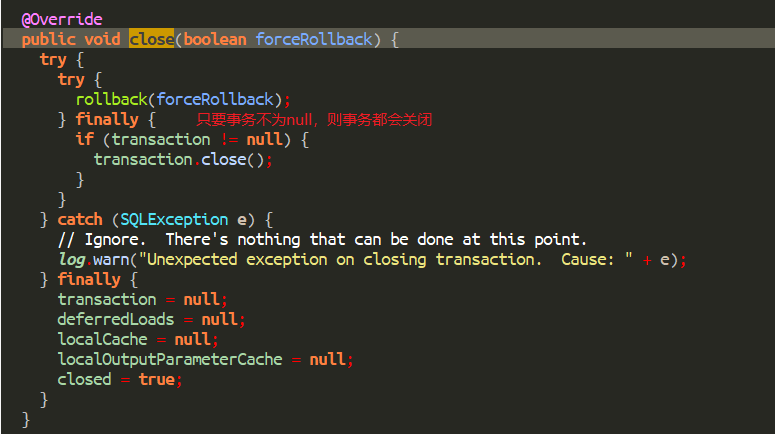 @Override
public void close(boolean forceRollback) {
try {
try {
rollback(forceRollback);
} finally { 只要事务不为null，则事务都会关闭
if (transaction != null) {
transaction.close();
}
}
} catch (SQLException e) {
// Ignore.  There's nothing that can be done at this point.
log.warn("Unexpected exception on closing transaction.  Cause: " + e);
} finally {
transaction = null;
deferredLoads = null;
localCache = null;
localOutputParameterCache = null;
closed = true;
}
}